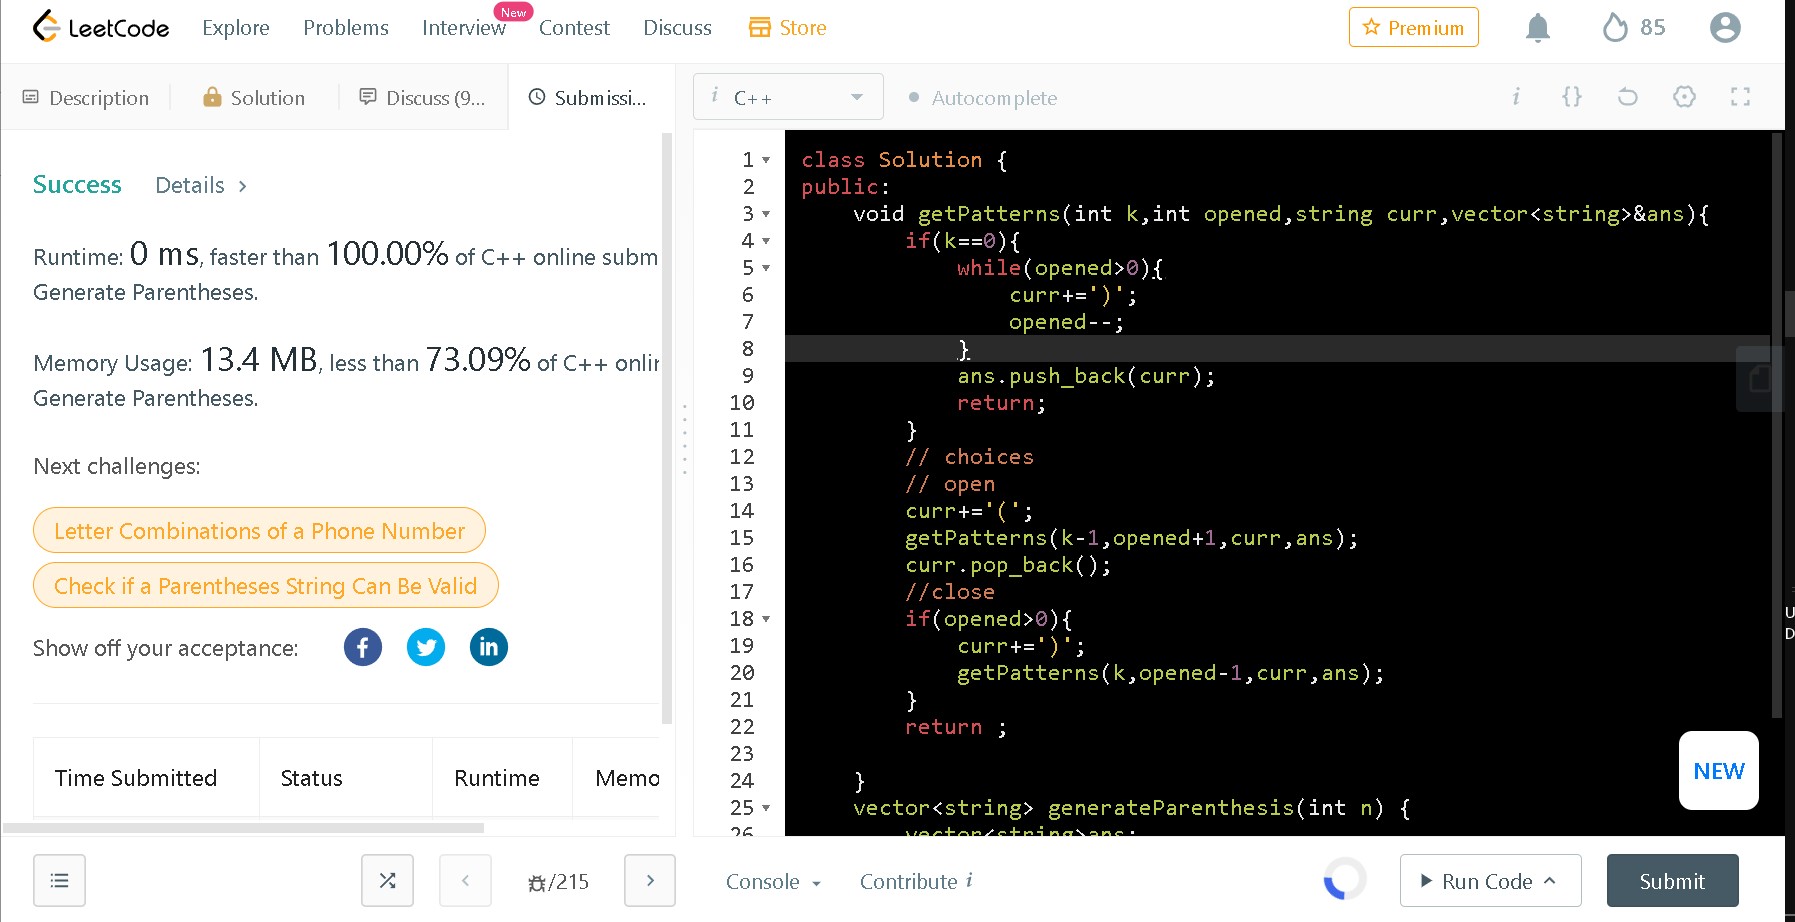 LeetCode Explore Problems Interview New Contest Discuss Store Premium 85
Description Solution Discuss (9... Submissi...
i C++ Autocomplete i {}
Success Details >
Runtime: 0 ms, faster than 100.00% of C++ online subm
Generate Parentheses.
Memory Usage: 13.4 MB, less than 73.09% of C++ onlin
Generate Parentheses.
Next challenges:
Letter Combinations of a Phone Number
Check if a Parentheses String Can Be Valid
Show off your acceptance: f in
Time Submitted Status Runtime Memo
1 class Solution {
2 public:
3 void getPatterns(int k,int opened,string curr,vector<string>&ans){
4 if(k==0){
5 while(opened>0){
6 curr+=')';
7 opened--;
8 }
9 ans.push_back(curr);
10 return;
11 }
12 // choices
13 // open
14 curr+='(';
15 getPatterns(k-1,opened+1,curr,ans);
16 curr.pop_back();
17 //close
18 if(opened>0){
19 curr+=')';
20 getPatterns(k,opened-1,curr,ans);
21 }
22 return ;
23
24 }
25 vector<string> generateParenthesis(int n) {
26 vector<string>ans;
U
D
NEW
/215
Console Contribute i
Run Code Submit